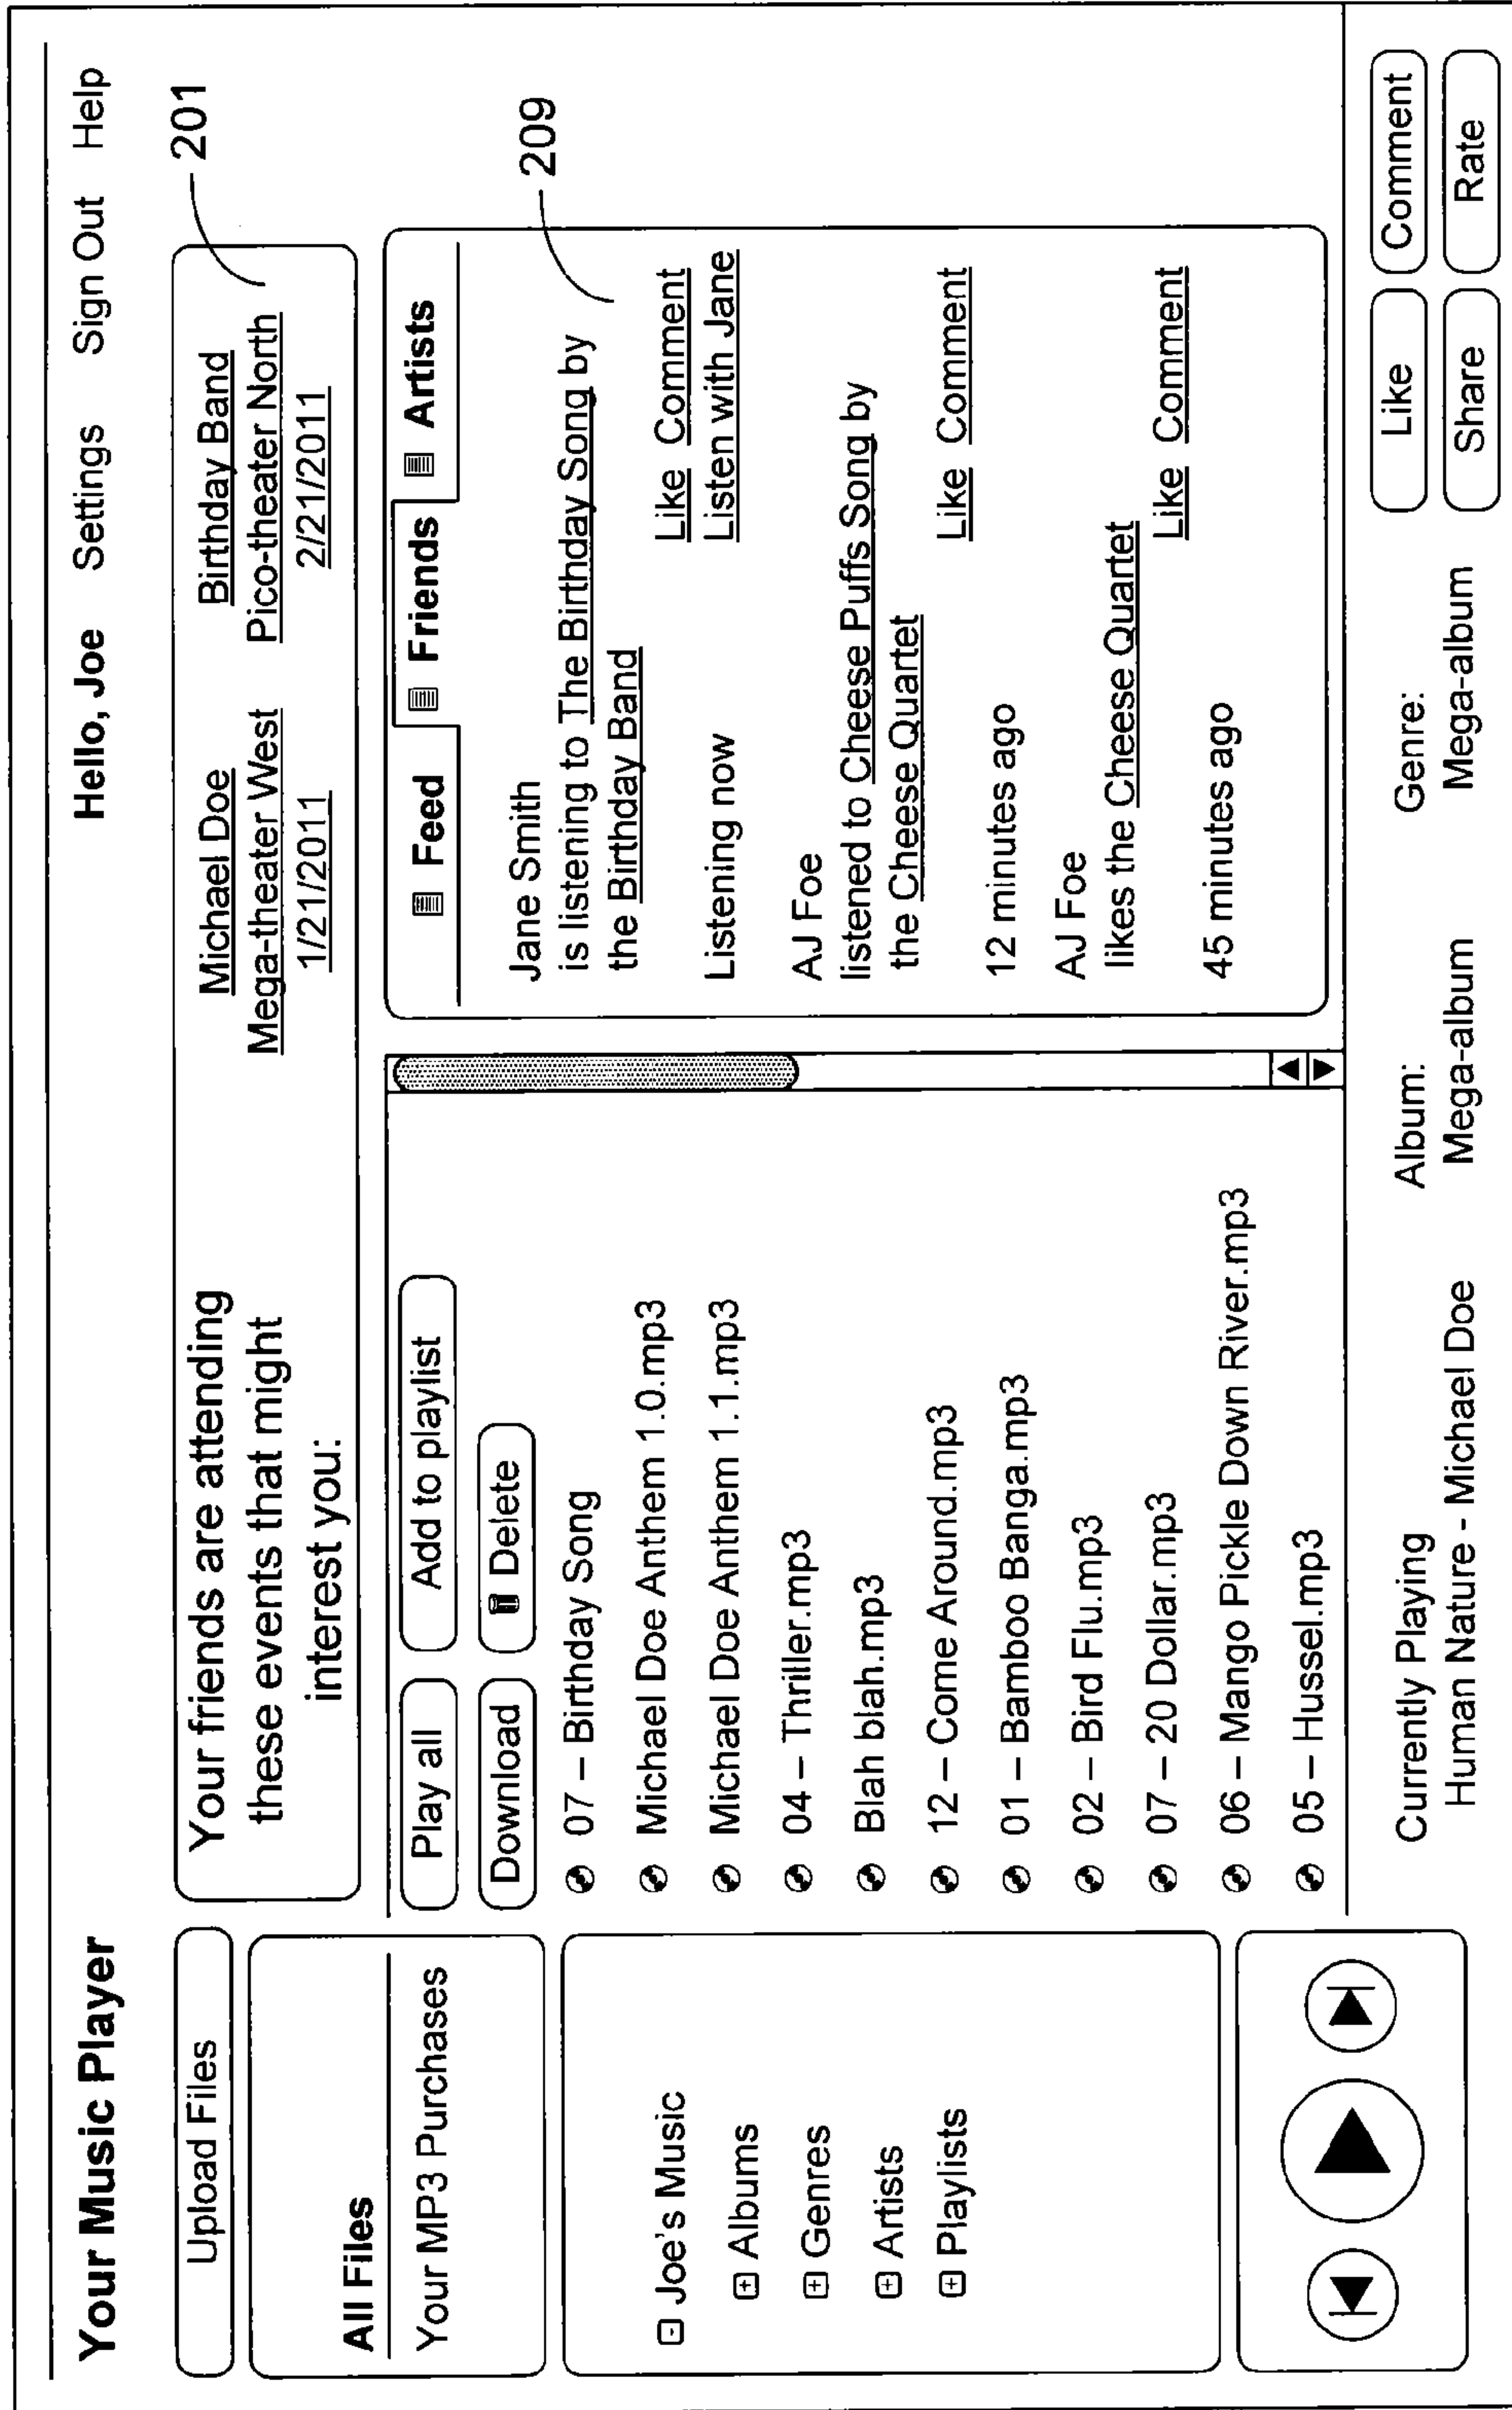 Your Music Player
Hello, Joe Settings Sign Out Help
Upload Files
All Files
Your MP3 Purchases
Joe's Music
Albums
Genres
Artists
Playlists
Your friends are attending
these events that might
interest you:
Michael Doe
Mega-theater West
1/21/2011
Birthday Band
Pico-theater North
2/21/2011
201
Play all Add to playlist
Download Delete
07 – Birthday Song
Michael Doe Anthem 1.0.mp3
Michael Doe Anthem 1.1.mp3
04 – Thriller.mp3
Blah blah.mp3
12 – Come Around.mp3
01 – Bamboo Banga.mp3
02 – Bird Flu.mp3
07 – 20 Dollar.mp3
06 – Mango Pickle Down River.mp3
05 – Hussel.mp3
Feed Friends Artists
209
Jane Smith
is listening to The Birthday Song by
the Birthday Band
Like Comment
Listening now Listen with Jane
AJ Foe
listened to Cheese Puffs Song by
the Cheese Quartet
Like Comment
12 minutes ago
AJ Foe
likes the Cheese Quartet
Like Comment
45 minutes ago
Currently Playing
Human Nature - Michael Doe
Album:
Mega-album
Genre:
Mega-album
Like Comment
Share Rate